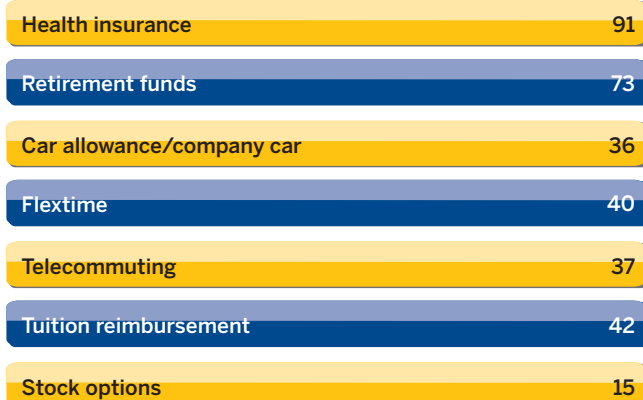 Health insurance 91
Retirement funds 73
Car allowance/company car 36
Flextime 40
Telecommuting 37
Tuition reimbursement 42
Stock options 15